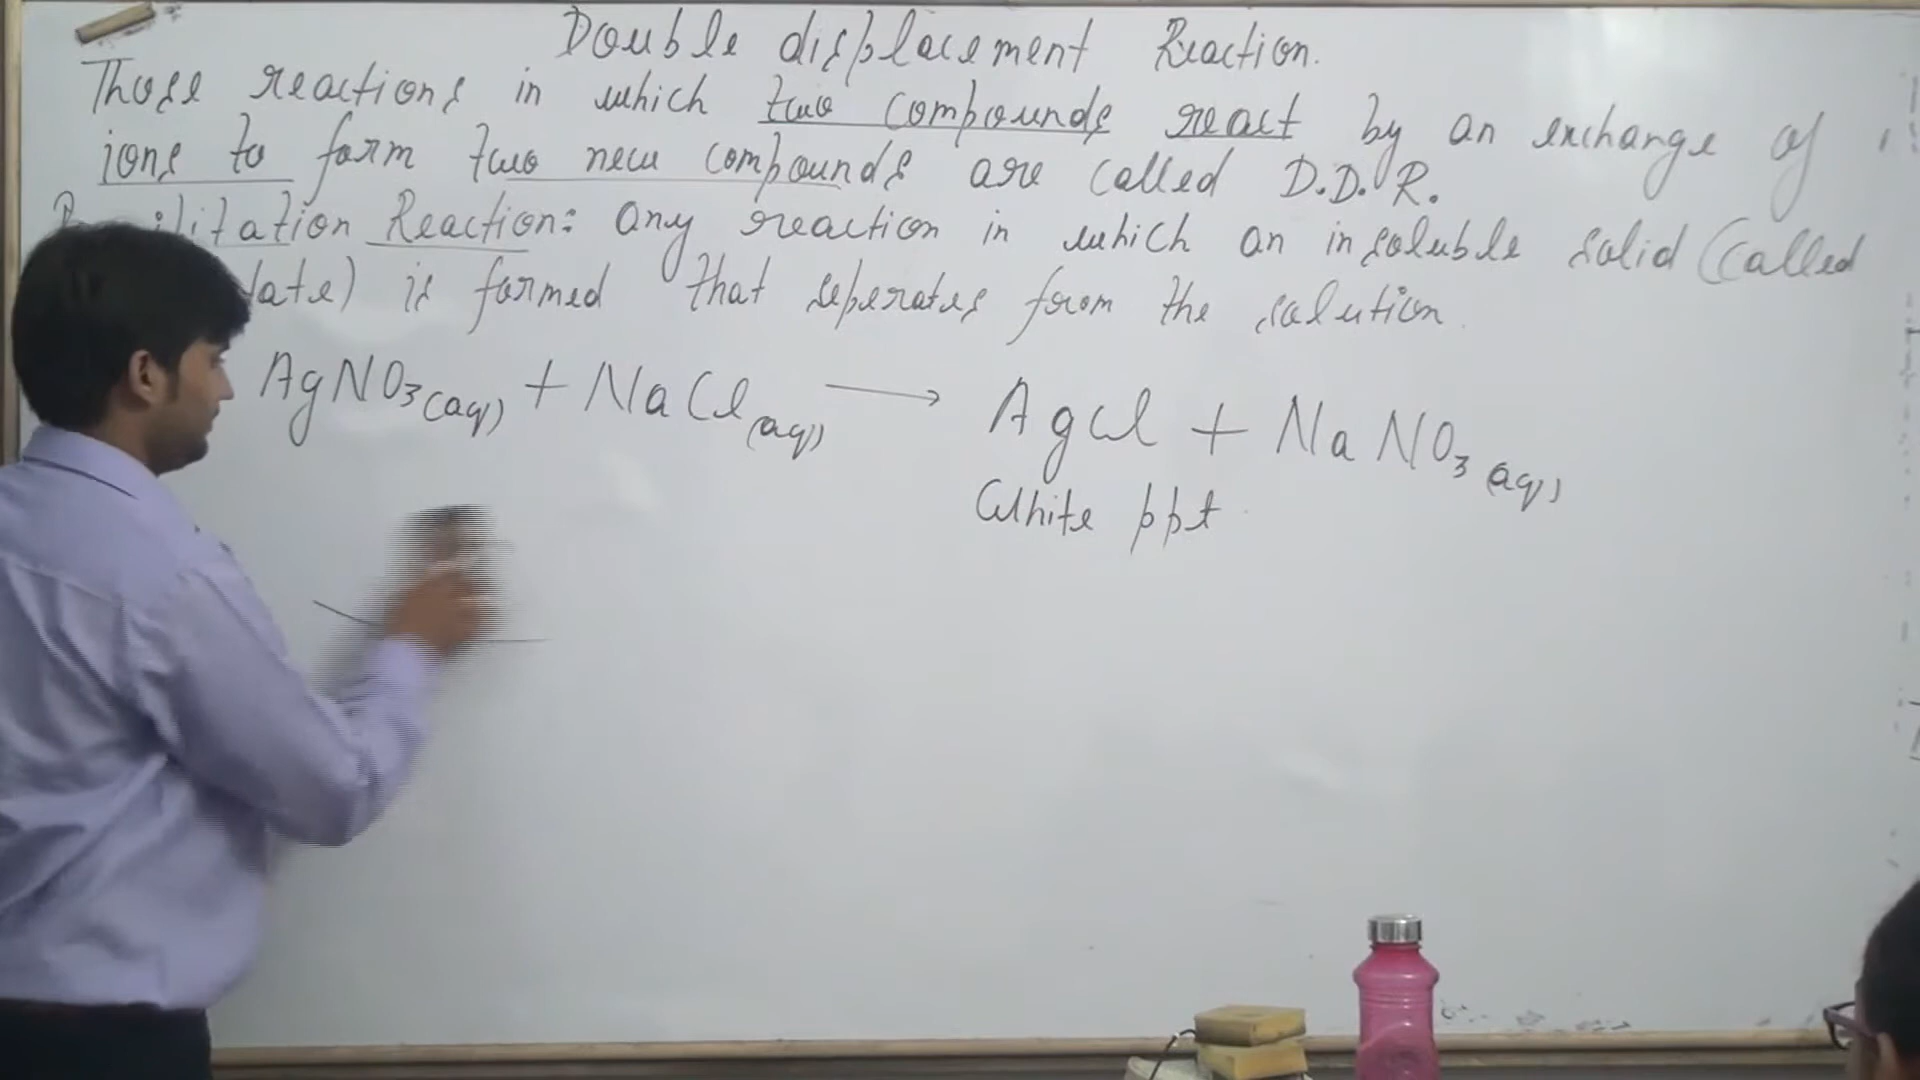 Double displacement Reaction.
Those reactions in which two compounds react by an exchange of
ions to form two new compounds are called D.D.R.
Reaction: any reaction in which an insoluble solid (called
is formed that seperates from the solution.
AgNO3(aq) + NaCl(aq) → AgCl + NaNO3(aq)
White ppt